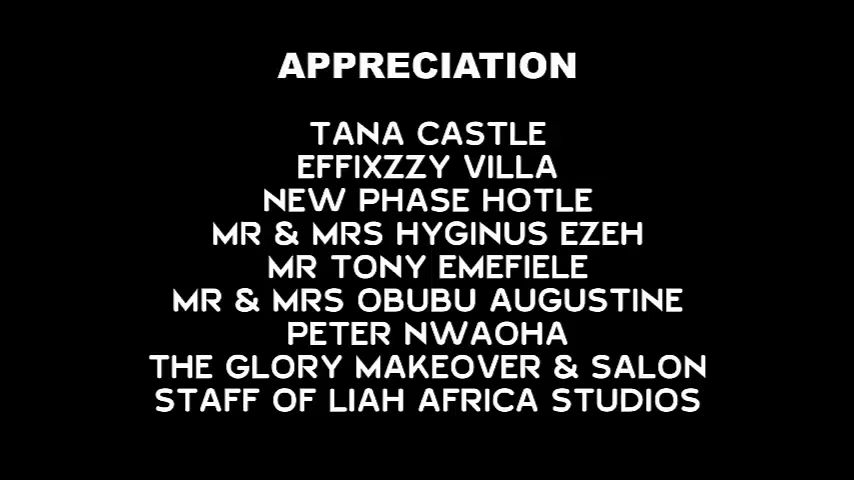 APPRECIATION
TANA CASTLE
EFFIXZZY VILLA
NEW PHASE HOTLE
MR & MRS HYGINUS EZEH
MR TONY EMEFIELE
MR & MRS OBUBU AUGUSTINE
PETER NWAOHA
THE GLORY MAKEOVER & SALON
STAFF OF LIAH AFRICA STUDIOS